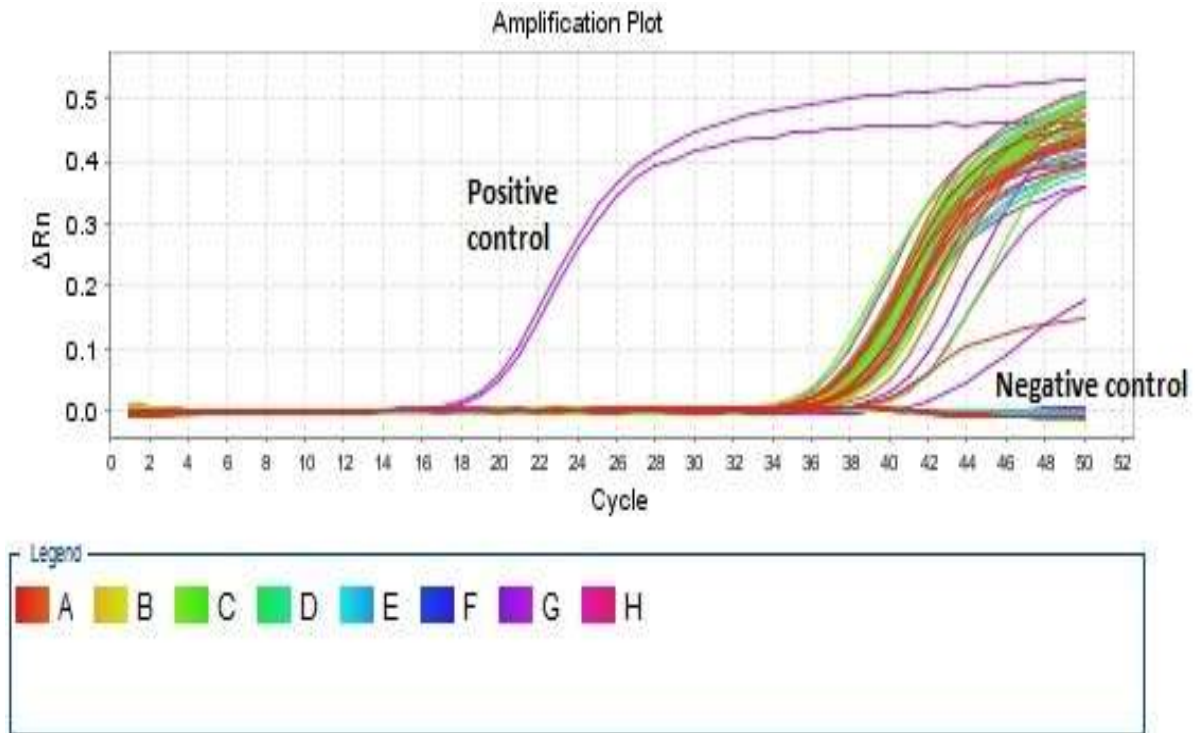 Amplification Plot
ΔRn
0.5
0.4
0.3
0.2
0.1
0.0
Positive
control
Negative control
0 2 4 6 8 10 12 14 16 18 20 22 24 26 28 30 32 34 36 38 40 42 44 46 48 50 52
Cycle
Legend
A B C D E F G H